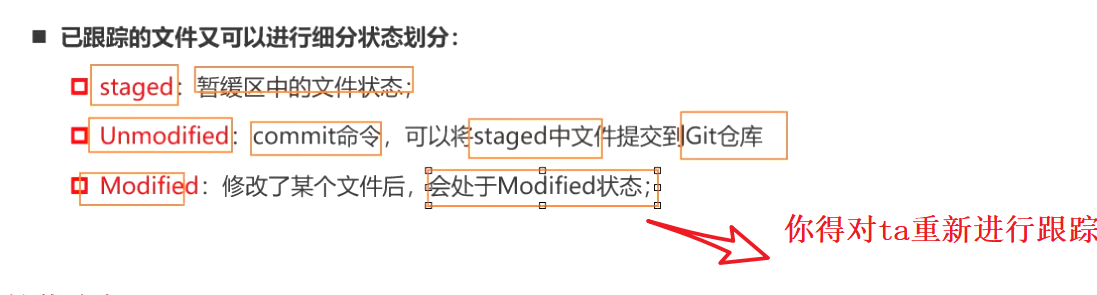 已跟踪的文件又可以进行细分状态划分：
staged：暂缓区中的文件状态；
Unmodified：commit命令，可以将staged中文件提交到Git仓库
Modified：修改了某个文件后，会处于Modified状态；
你得对ta重新进行跟踪